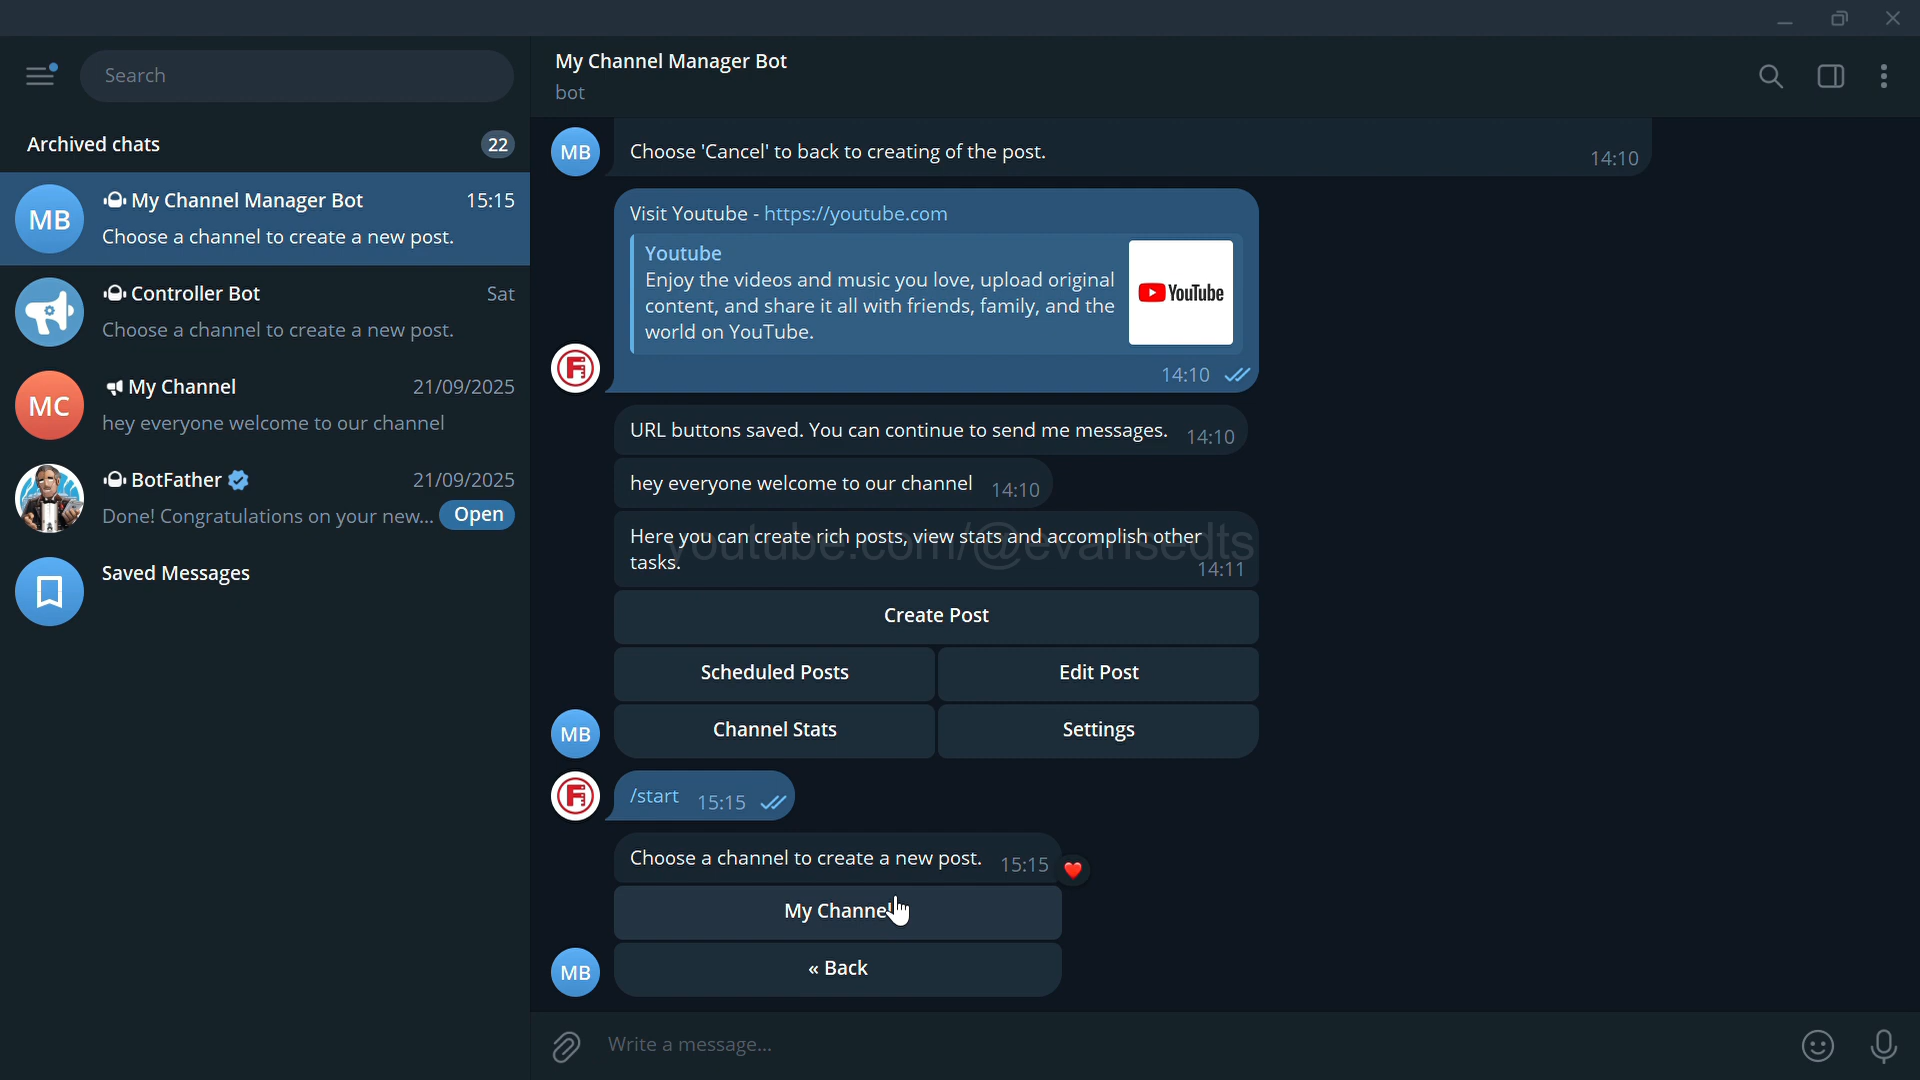 Search
Archived chats
22
My Channel Manager Bot
15:15
Choose a channel to create a new post.
Controller Bot
Sat
Choose a channel to create a new post.
My Channel
21/09/2025
hey everyone welcome to our channel
BotFather
21/09/2025
Done! Congratulations on your new...
Open
Saved Messages
My Channel Manager Bot
bot
MB
MC
MB
Choose 'Cancel' to back to creating of the post.
14:10
Visit Youtube - https://youtube.com
Youtube
Enjoy the videos and music you love, upload original
content, and share it all with friends, family, and the
world on YouTube.
YouTube
14:10
URL buttons saved. You can continue to send me messages.
14:10
hey everyone welcome to our channel
14:10
Here you can create rich posts, view stats and accomplish other
tasks.
14:11
youtube.com/@evansedts
Create Post
Scheduled Posts
Edit Post
Channel Stats
Settings
MB
/start
15:15
Choose a channel to create a new post.
15:15
My Channel
« Back
MB
Write a message...